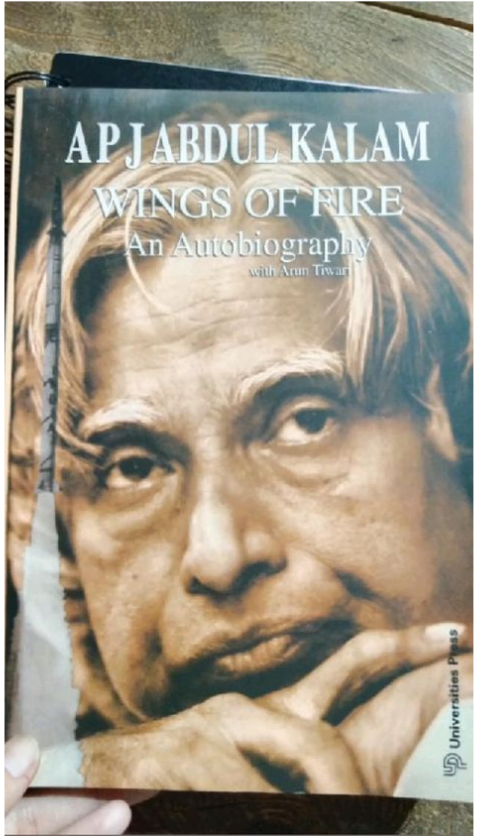 A P J ABDUL KALAM
WINGS OF FIRE
An Autobiography
with Arun Tiwari
Universities Press